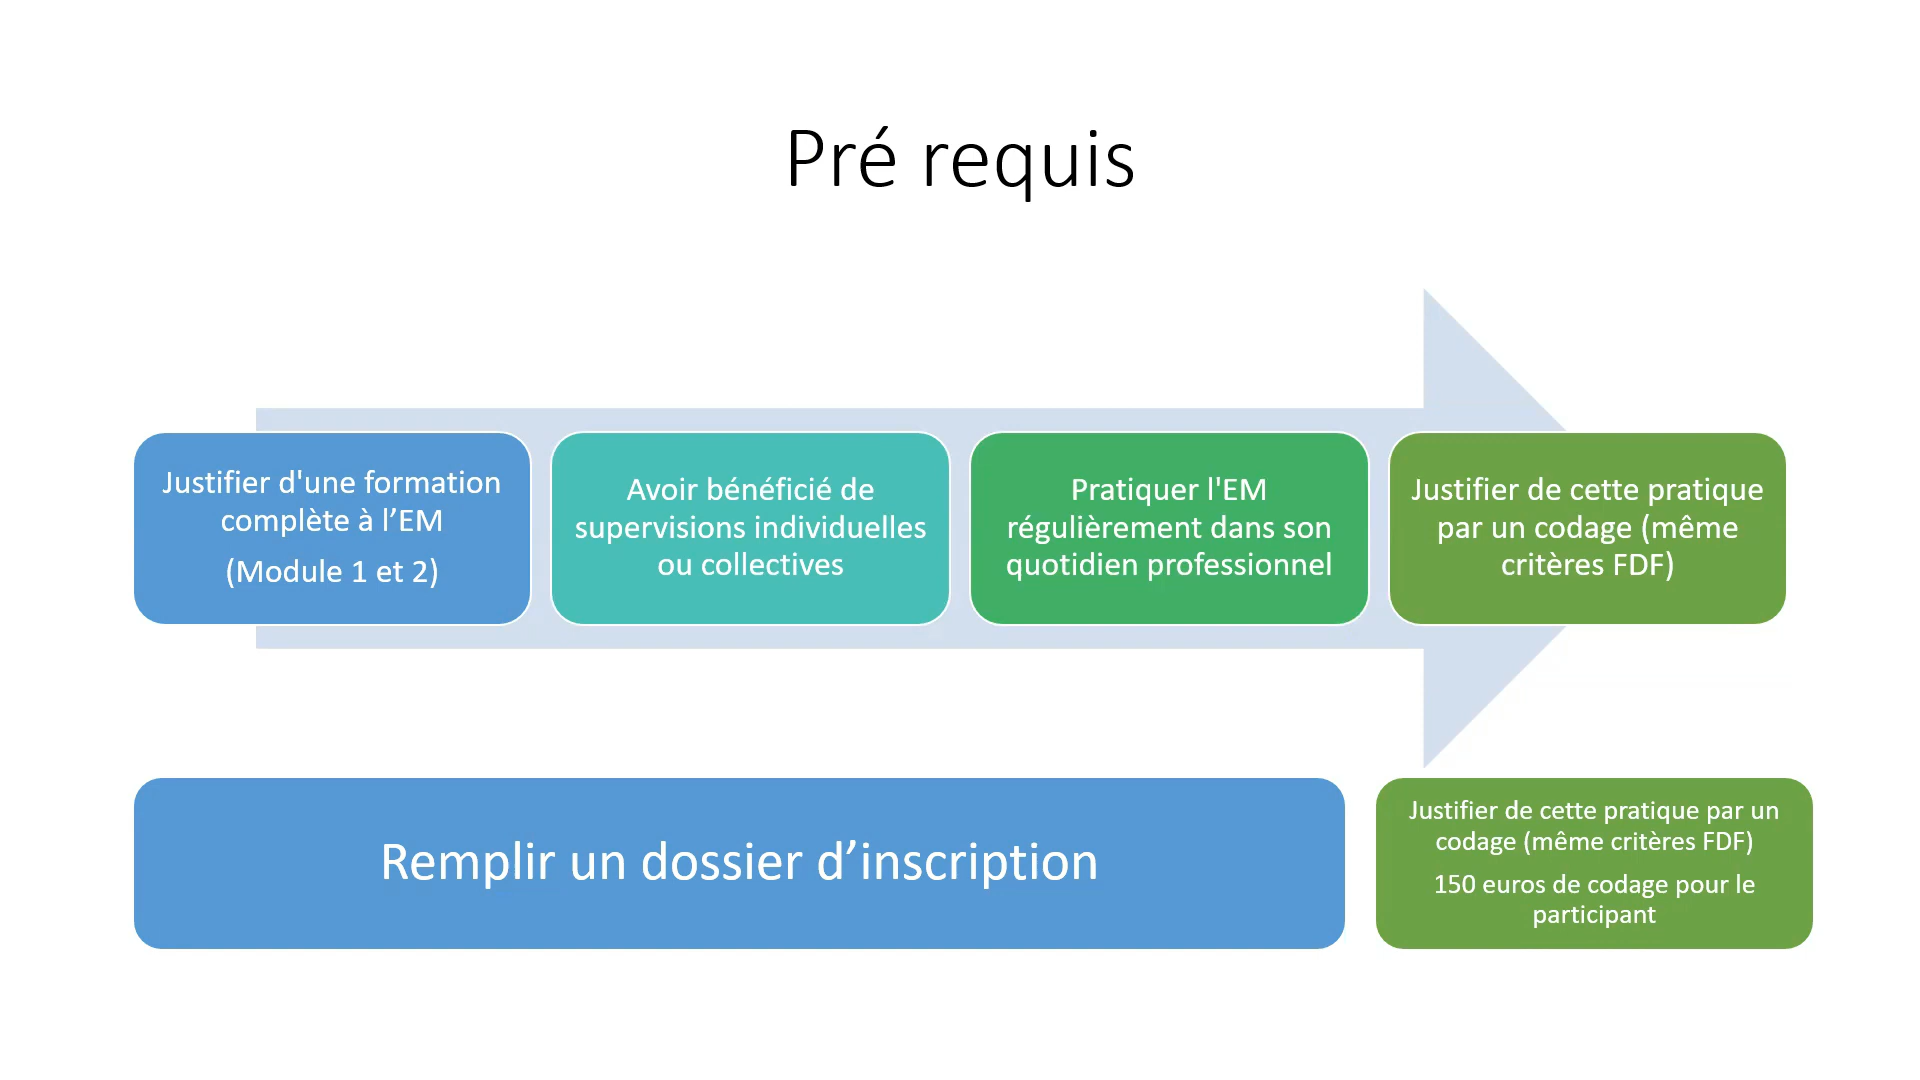 Pré requis
Justifier d'une formation
complète à l’EM
(Module 1 et 2)
Avoir bénéficié de
supervisions individuelles
ou collectives
Pratiquer l'EM
régulièrement dans son
quotidien professionnel
Justifier de cette pratique
par un codage (même
critères FDF)
Remplir un dossier d’inscription
Justifier de cette pratique par un
codage (même critères FDF)
150 euros de codage pour le
participant